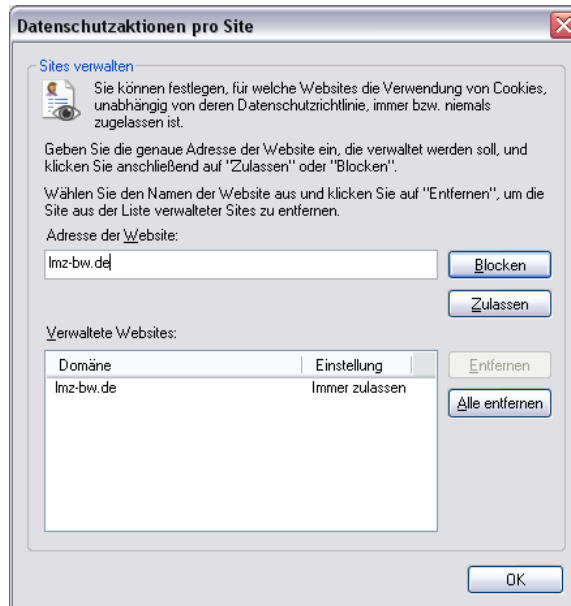 Datenschutzaktionen pro Site
Sites verwalten
Sie können festlegen, für welche Websites die Verwendung von Cookies,
unabhängig von deren Datenschutzrichtlinie, immer bzw. niemals
zugelassen ist.
Geben Sie die genaue Adresse der Website ein, die verwaltet werden soll, und
klicken Sie anschließend auf "Zulassen" oder "Blocken".
Wählen Sie den Namen der Website aus und klicken Sie auf "Entfernen", um die
Site aus der Liste verwalteter Sites zu entfernen.
Adresse der Website:
lmz-bw.de
Blocken
Zulassen
Verwaltete Websites:
Domäne Einstellung
lmz-bw.de Immer zulassen
Entfernen
Alle entfernen
OK